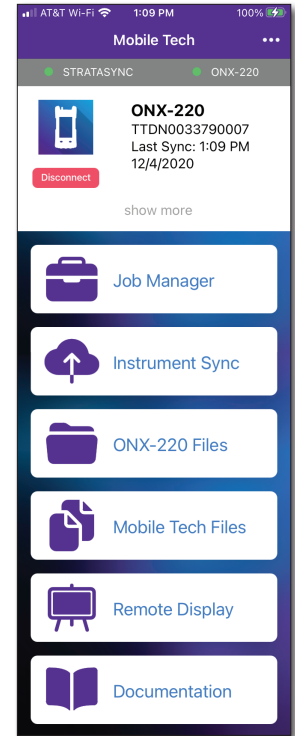 AT&T Wi-Fi 1:09 PM 100%
Mobile Tech
STRATASYNC ONX-220
ONX-220
TTDN0033790007
Last Sync: 1:09 PM
12/4/2020
Disconnect
show more
Job Manager
Instrument Sync
ONX-220 Files
Mobile Tech Files
Remote Display
Documentation